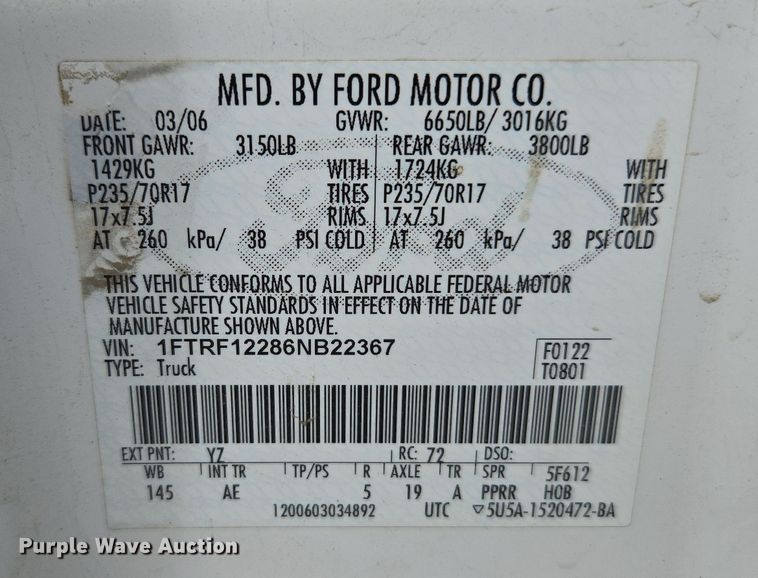 MFD. BY FORD MOTOR CO.
DATE: 03/06 GVWR: 6650LB/ 3016KG
FRONT GAWR: 3150LB REAR GAWR: 3800LB
1429KG WITH 1724KG WITH
P235/70R17 TIRES P235/70R17 TIRES
17x7.5J RIMS 17x7.5J RIMS
AT 260 kPa/ 38 PSI COLD AT 260 kPa/ 38 PSI COLD
THIS VEHICLE CONFORMS TO ALL APPLICABLE FEDERAL MOTOR
VEHICLE SAFETY STANDARDS IN EFFECT ON THE DATE OF
MANUFACTURE SHOWN ABOVE.
VIN: 1FTRF12286NB22367 F0122
TYPE: Truck T0801
EXT PNT: YZ RC: 72 DSO:
WB INT TR TP/PS R AXLE TR SPR 5F612
145 AE 5 19 A PPRR HOB
1200603034892 UTC ▽5U5A-1520472-BA
Purple Wave Auction